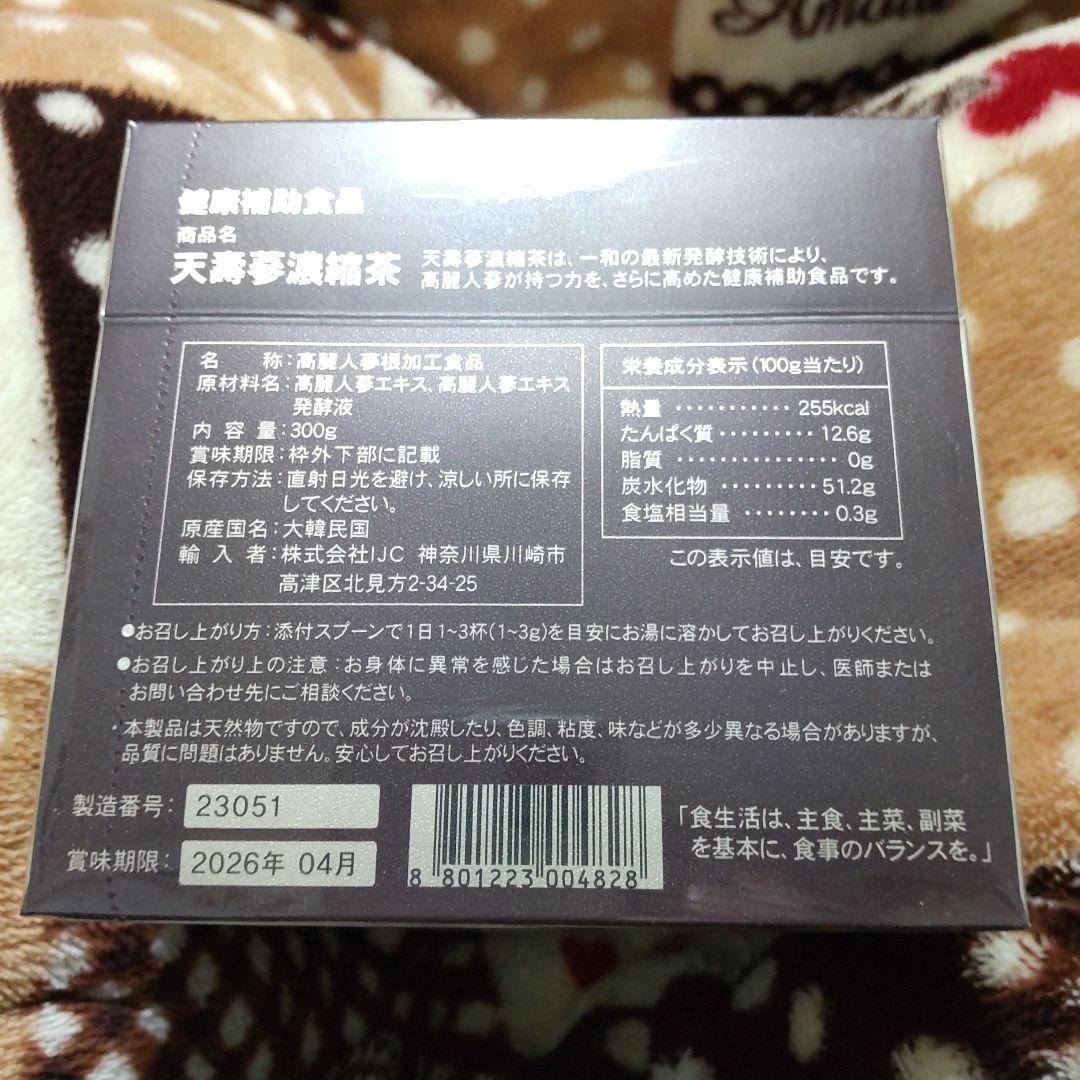 Amour
健康補助食品
商品名
天壽蔘濃縮茶
天壽蔘濃縮茶は、一和の最新発酵技術により、
高麗人蔘が持つ力を、さらに高めた健康補助食品です。
名 称:高麗人蔘根加工食品
原材料名:高麗人蔘エキス、高麗人蔘エキス
発酵液
内 容 量:300g
賞味期限:枠外下部に記載
保存方法:直射日光を避け、涼しい所に保存
してください。
原産国名:大韓民国
輸 入 者:株式会社IJC 神奈川県川崎市
高津区北見方2-34-25
栄養成分表示(100g当たり)
熱量 ・・・・・・・・・・・ 255kcal
たんぱく質・・・・・・・・・ 12.6g
脂質 ・・・・・・・・・・・・・・・ 0g
炭水化物 ・・・・・・・・・ 51.2g
食塩相当量 ・・・・・・・・ 0.3g
この表示値は、目安です。
●お召し上がり方:添付スプーンで1日1~3杯(1~3g)を目安にお湯に溶かしてお召し上がりください。
●お召し上がり上の注意:お身体に異常を感じた場合はお召し上がりを中止し、医師または
お問い合わせ先にご相談ください。
・本製品は天然物ですので、成分が沈殿したり、色調、粘度、味などが多少異なる場合がありますが、
品質に問題はありません。安心してお召し上がりください。
製造番号: 23051
賞味期限: 2026年 04月
8 801223 004828
「食生活は、主食、主菜、副菜
を基本に、食事のバランスを。」